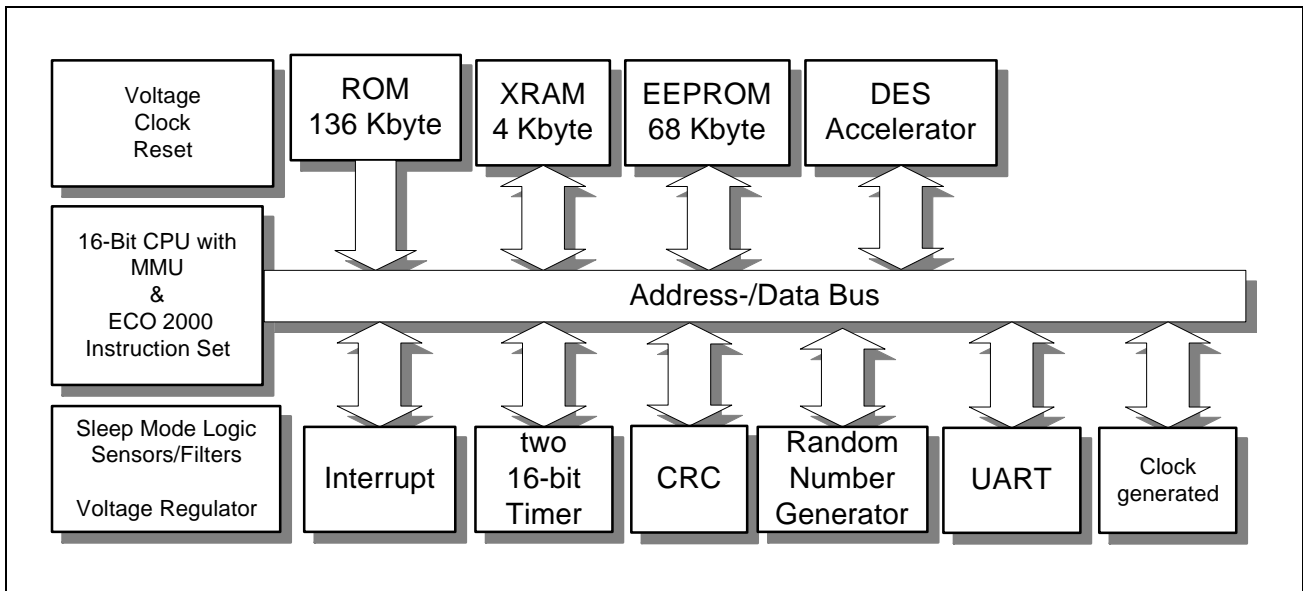 Voltage
Clock
Reset
ROM
136 Kbyte
XRAM
4 Kbyte
EEPROM
68 Kbyte
DES
Accelerator
16-Bit CPU with
MMU
&
ECO 2000
Instruction Set
Address-/Data Bus
Sleep Mode Logic
Sensors/Filters
Voltage Regulator
Interrupt
two
16-bit
Timer
CRC
Random
Number
Generator
UART
Clock
generated